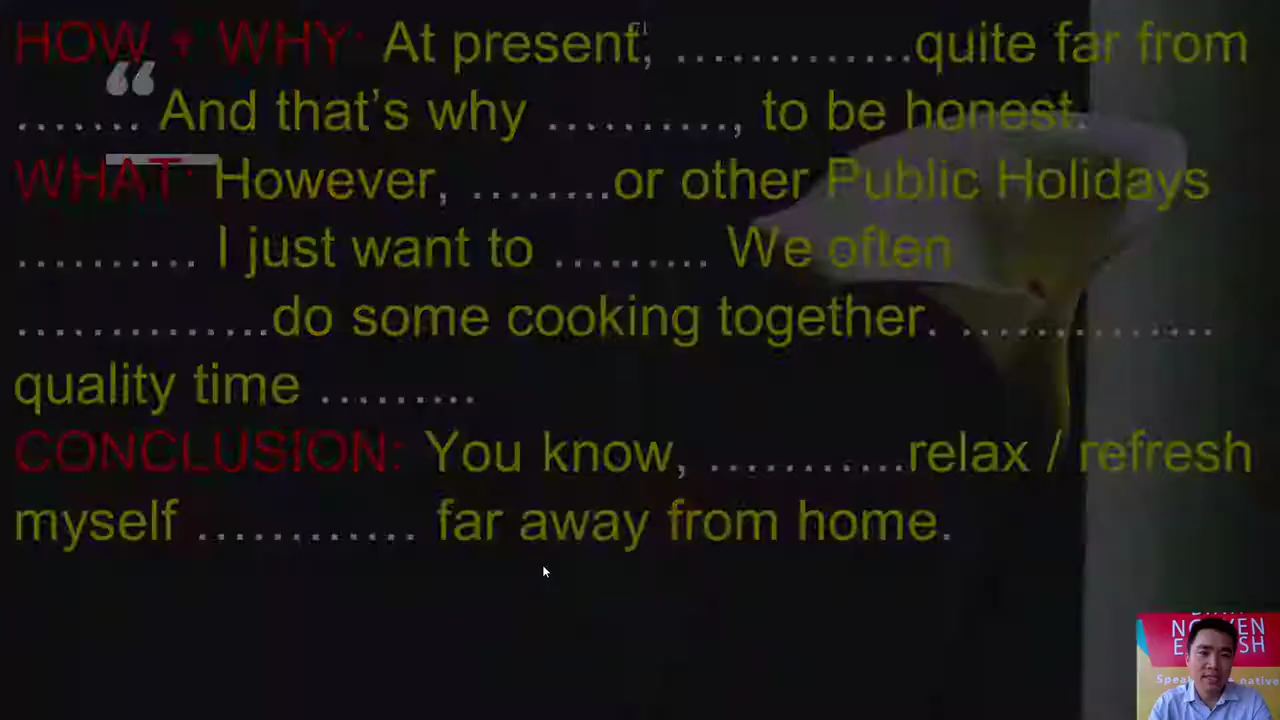 HOW + WHY: At present, .............quite far from
....... And that’s why .........., to be honest.
“
WHAT: However, ........or other Public Holidays
.......... I just want to ......... We often
..............do some cooking together. ..............
quality time .........
CONCLUSION: You know, ...........relax / refresh
myself ............ far away from home.